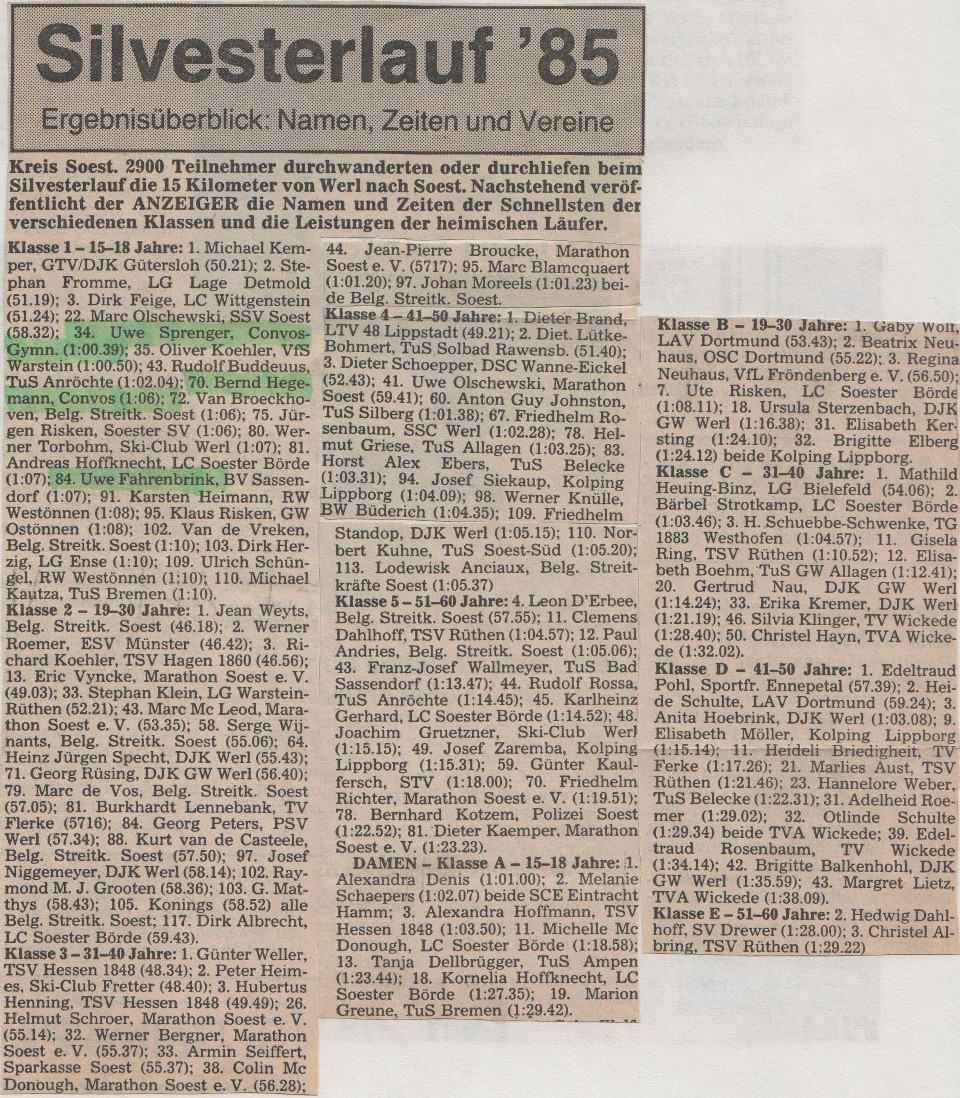 Silvesterlauf ’85
Ergebnisüberblick: Namen, Zeiten und Vereine
Kreis Soest. 2900 Teilnehmer durchwanderten oder durchliefen beim
Silvesterlauf die 15 Kilometer von Werl nach Soest. Nachstehend veröf-
fentlicht der ANZEIGER die Namen und Zeiten der Schnellsten der
verschiedenen Klassen und die Leistungen der heimischen Läufer.
Klasse 1 – 15–18 Jahre: 1. Michael Kem-
per, GTV/DJK Gütersloh (50.21); 2. Ste-
phan Fromme, LG Lage Detmold
(51.19); 3. Dirk Feige, LC Wittgenstein
(51.24); 22. Marc Olschewski, SSV Soest
(58.32); 34. Uwe Sprenger, Convos-
Gymn. (1:00.39); 35. Oliver Koehler, VfS
Warstein (1:00.50); 43. Rudolf Buddeuus,
TuS Anröchte (1:02.04); 70. Bernd Hege-
mann, Convos (1:06); 72. Van Broeckho-
ven, Belg. Streitk. Soest (1:06); 75. Jür-
gen Risken, Soester SV (1:06); 80. Wer-
ner Torbohm, Ski-Club Werl (1:07); 81.
Andreas Hoffknecht, LC Soester Börde
(1:07); 84. Uwe Fahrenbrink, BV Sassen-
dorf (1:07); 91. Karsten Heimann, RW
Westönnen (1:08); 95. Klaus Risken, GW
Ostönnen (1:08); 102. Van de Vreken,
Belg. Streitk. Soest (1:10); 103. Dirk Her-
zig, LG Ense (1:10); 109. Ulrich Schün-
gel, RW Westönnen (1:10); 110. Michael
Kautza, TuS Bremen (1:10).
Klasse 2 – 19–30 Jahre: 1. Jean Weyts,
Belg. Streitk. Soest (46.18); 2. Werner
Roemer, ESV Münster (46.42); 3. Ri-
chard Koehler, TSV Hagen 1860 (46.56);
13. Eric Vyncke, Marathon Soest e. V.
(49.03); 33. Stephan Klein, LG Warstein-
Rüthen (52.21); 43. Marc Mc Leod, Mara-
thon Soest e. V. (53.35); 58. Serge Wij-
nants, Belg. Streitk. Soest (55.06); 64.
Heinz Jürgen Specht, DJK Werl (55.43);
71. Georg Rüsing, DJK GW Werl (56.40);
79. Marc de Vos, Belg. Streitk. Soest
(57.05); 81. Burkhardt Lennebank, TV
Flerke (5716); 84. Georg Peters, PSV
Werl (57.34); 88. Kurt van de Casteele,
Belg. Streitk. Soest (57.50); 97. Josef
Niggemeyer, DJK Werl (58.14); 102. Ray-
mond M. J. Grooten (58.36); 103. G. Mat-
thys (58.43); 105. Konings (58.52) alle
Belg. Streitk. Soest; 117. Dirk Albrecht,
LC Soester Börde (59.43).
Klasse 3 – 31–40 Jahre: 1. Günter Weller,
TSV Hessen 1848 (48.34); 2. Peter Heim-
es, Ski-Club Fretter (48.40); 3. Hubertus
Henning, TSV Hessen 1848 (49.49); 26.
Helmut Schroer, Marathon Soest e. V.
(55.14); 32. Werner Bergner, Marathon
Soest e. V. (55.37); 33. Armin Seiffert,
Sparkasse Soest (55.37); 38. Colin Mc
Donough, Marathon Soest e. V. (56.28);
44. Jean-Pierre Broucke, Marathon
Soest e. V. (5717); 95. Marc Blamcquaert
(1:01.20); 97. Johan Moreels (1:01.23) bei-
de Belg. Streitk. Soest.
Klasse 4 – 41–50 Jahre: 1. Dieter Brand,
LTV 48 Lippstadt (49.21); 2. Diet. Lütke-
Bohmert, TuS Solbad Rawensb. (51.40);
3. Dieter Schoepper, DSC Wanne-Eickel
(52.43); 41. Uwe Olschewski, Marathon
Soest (59.41); 60. Anton Guy Johnston,
TuS Silberg (1:01.38); 67. Friedhelm Ro-
senbaum, SSC Werl (1:02.28); 78. Hel-
mut Griese, TuS Allagen (1:03.25); 83.
Horst Alex Ebers, TuS Belecke
(1:03.31); 94. Josef Siekaup, Kolping
Lippborg (1:04.09); 98. Werner Knülle,
BW Büderich (1:04.35); 109. Friedhelm
Standop, DJK Werl (1:05.15); 110. Nor-
bert Kuhne, TuS Soest-Süd (1:05.20);
113. Lodewisk Anciaux, Belg. Streit-
kräfte Soest (1:05.37)
Klasse 5 – 51–60 Jahre: 4. Leon D’Erbee,
Belg. Streitk. Soest (57.55); 11. Clemens
Dahlhoff, TSV Rüthen (1:04.57); 12. Paul
Andries, Belg. Streitk. Soest (1:05.06);
43. Franz-Josef Wallmeyer, TuS Bad
Sassendorf (1:13.47); 44. Rudolf Rossa,
TuS Anröchte (1:14.45); 45. Karlheinz
Gerhard, LC Soester Börde (1:14.52); 48.
Joachim Gruetzner, Ski-Club Werl
(1:15.15); 49. Josef Zaremba, Kolping
Lippborg (1:15.31); 59. Günter Kaul-
fersch, STV (1:18.00); 70. Friedhelm
Richter, Marathon Soest e. V. (1:19.51);
78. Bernhard Kotzem, Polizei Soest
(1:22.52); 81. Dieter Kaemper, Marathon
Soest e. V. (1:23.23).
DAMEN – Klasse A – 15–18 Jahre: 1.
Alexandra Denis (1:01.00); 2. Melanie
Schaepers (1:02.07) beide SCE Eintracht
Hamm; 3. Alexandra Hoffmann, TSV
Hessen 1848 (1:03.50); 11. Michelle Mc
Donough, LC Soester Börde (1:18.58);
13. Tanja Dellbrügger, TuS Ampen
(1:23.44); 18. Kornelia Hoffknecht, LC
Soester Börde (1:27.35); 19. Marion
Greune, TuS Bremen (1:29.42).
Klasse B – 19–30 Jahre: 1. Gaby Wolf,
LAV Dortmund (53.43); 2. Beatrix Neu-
haus, OSC Dortmund (55.22); 3. Regina
Neuhaus, VfL Fröndenberg e. V. (56.50);
7. Ute Risken, LC Soester Börde
(1:08.11); 18. Ursula Sterzenbach, DJK
GW Werl (1:16.38); 31. Elisabeth Ker-
sting (1:24.10); 32. Brigitte Elberg
(1:24.12) beide Kolping Lippborg.
Klasse C – 31–40 Jahre: 1. Mathild
Heuing-Binz, LG Bielefeld (54.06); 2.
Bärbel Strotkamp, LC Soester Börde
(1:03.46); 3. H. Schuebbe-Schwenke, TG
1883 Westhofen (1:04.57); 11. Gisela
Ring, TSV Rüthen (1:10.52); 12. Elisa-
beth Boehm, TuS GW Allagen (1:12.41);
20. Gertrud Nau, DJK GW Werl
(1:14.24); 33. Erika Kremer, DJK Werl
(1:21.19); 46. Silvia Klinger, TV Wickede
(1:28.40); 50. Christel Hayn, TVA Wicke-
de (1:32.02).
Klasse D – 41–50 Jahre: 1. Edeltraud
Pohl, Sportfr. Ennepetal (57.39); 2. Hei-
de Schulte, LAV Dortmund (59.24); 3.
Anita Hoebrink, DJK Werl (1:03.08); 9.
Elisabeth Möller, Kolping Lippborg
(1:15.14); 11. Heideli Briedigheit, TV
Ferke (1:17.26); 21. Marlies Aust, TSV
Rüthen (1:21.46); 23. Hannelore Weber,
TuS Belecke (1:22.31); 31. Adelheid Roe-
mer (1:29.02); 32. Otlinde Schulte
(1:29.34) beide TVA Wickede; 39. Edel-
traud Rosenbaum, TV Wickede
(1:34.14); 42. Brigitte Balkenhohl, DJK
GW Werl (1:35.59); 43. Margret Lietz,
TVA Wickede (1:38.09).
Klasse E – 51–60 Jahre: 2. Hedwig Dahl-
hoff, SV Drewer (1:28.00); 3. Christel Al-
bring, TSV Rüthen (1:29.22)